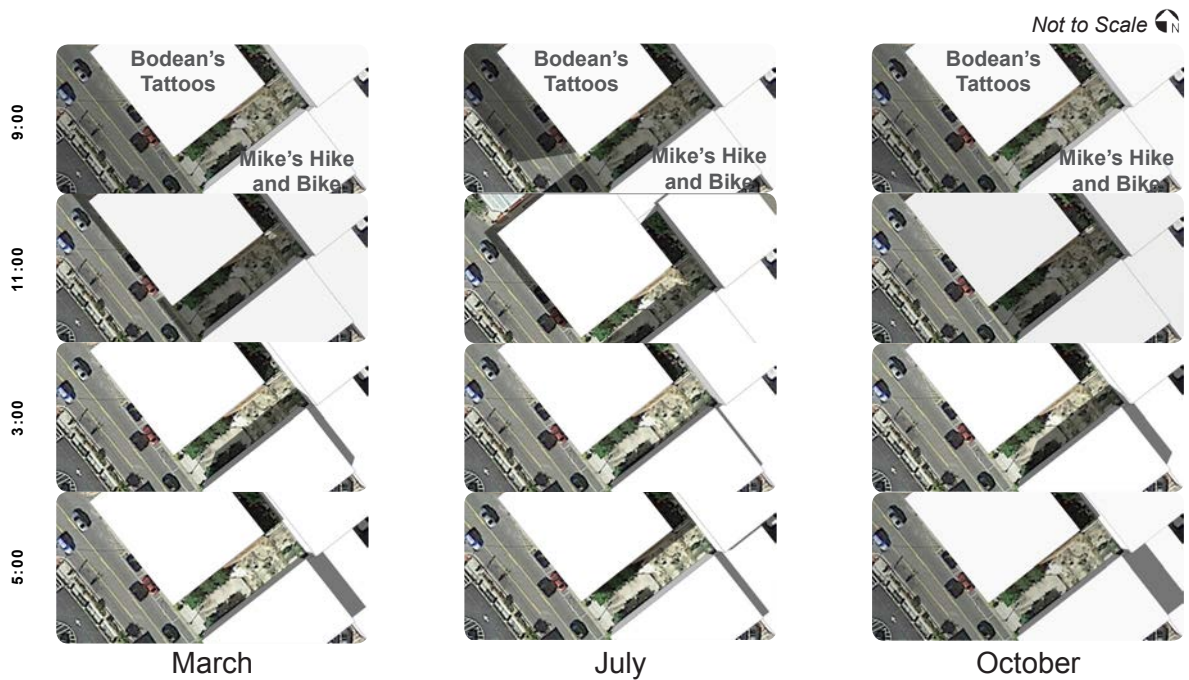 Not to Scale N
9:00
Bodean's
Tattoos
Mike's Hike
and Bike
Bodean's
Tattoos
Mike's Hike
and Bike
Bodean's
Tattoos
Mike's Hike
and Bike
11:00
3:00
5:00
March
July
October